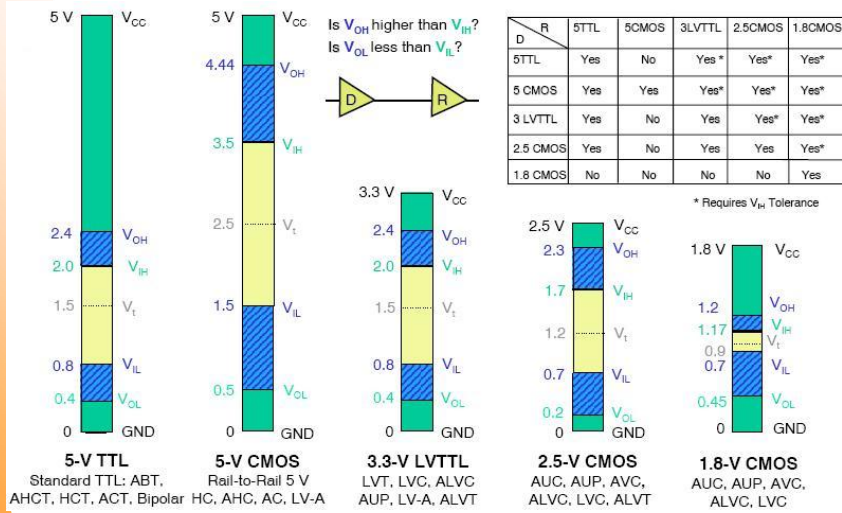 Is VOH higher than VIH?
Is VOL less than VIL?
D
R
D R 5TTL 5CMOS 3LVTTL 2.5CMOS 1.8CMOS
5TTL Yes No Yes * Yes* Yes*
5 CMOS Yes Yes Yes* Yes* Yes*
3 LVTTL Yes No Yes Yes* Yes*
2.5 CMOS Yes No Yes Yes Yes*
1.8 CMOS No No No No Yes
* Requires VIH Tolerance
5 V VCC
2.4 VOH
2.0 VIH
1.5 Vt
0.8 VIL
0.4 VOL
0 GND
5-V TTL
Standard TTL: ABT,
AHCT, HCT, ACT, Bipolar
5 V VCC
4.44 VOH
3.5 VIH
2.5 Vt
1.5 VIL
0.5 VOL
0 GND
5-V CMOS
Rail-to-Rail 5 V
HC, AHC, AC, LV-A
3.3 V VCC
2.4 VOH
2.0 VIH
1.5 Vt
0.8 VIL
0.4 VOL
0 GND
3.3-V LVTTL
LVT, LVC, ALVC
AUP, LV-A, ALVT
2.5 V VCC
2.3 VOH
1.7 VIH
1.2 Vt
0.7 VIL
0.2 VOL
0 GND
2.5-V CMOS
AUC, AUP, AVC,
ALVC, LVC, ALVT
1.8 V VCC
1.2 VOH
1.17 VIH
0.9 Vt
0.7 VIL
0.45 VOL
0 GND
1.8-V CMOS
AUC, AUP, AVC,
ALVC, LVC